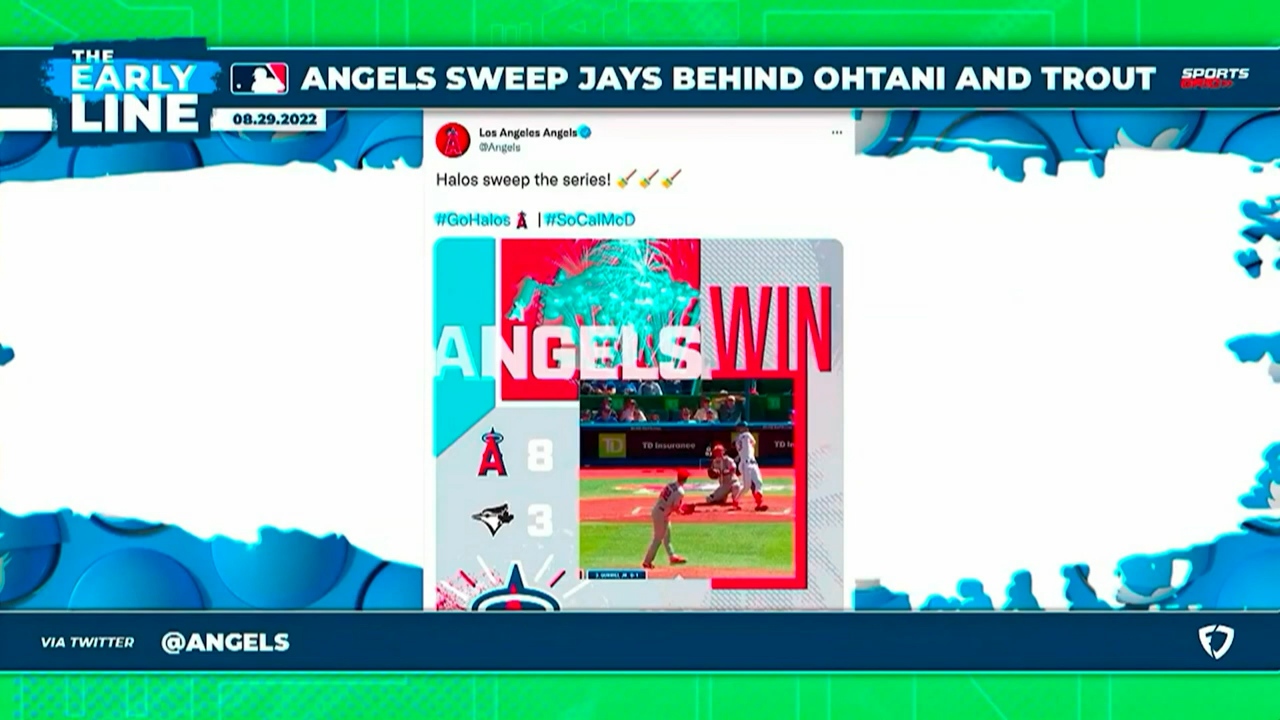 THE
EARLY
LINE
08.29.2022
ANGELS SWEEP JAYS BEHIND OHTANI AND TROUT
SPORTS
GRID
Los Angeles Angels
@Angels
Halos sweep the series!
#GoHalos | #SoCalMcD
WIN
ANGELS
TD Insurance
8
3
VIA TWITTER @ANGELS